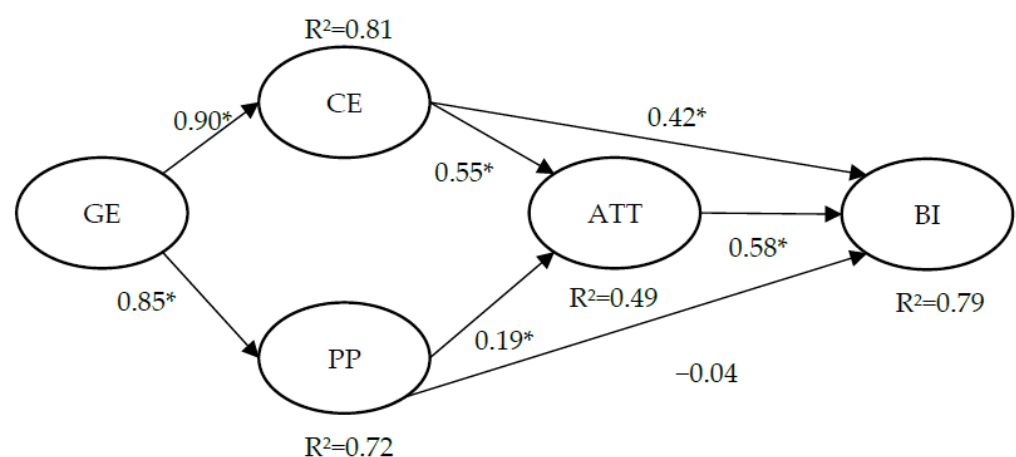 R²=0.81
CE
0.90*
0.42*
0.55*
GE
ATT
BI
0.58*
0.85*
R²=0.49
R²=0.79
0.19*
PP
−0.04
R²=0.72